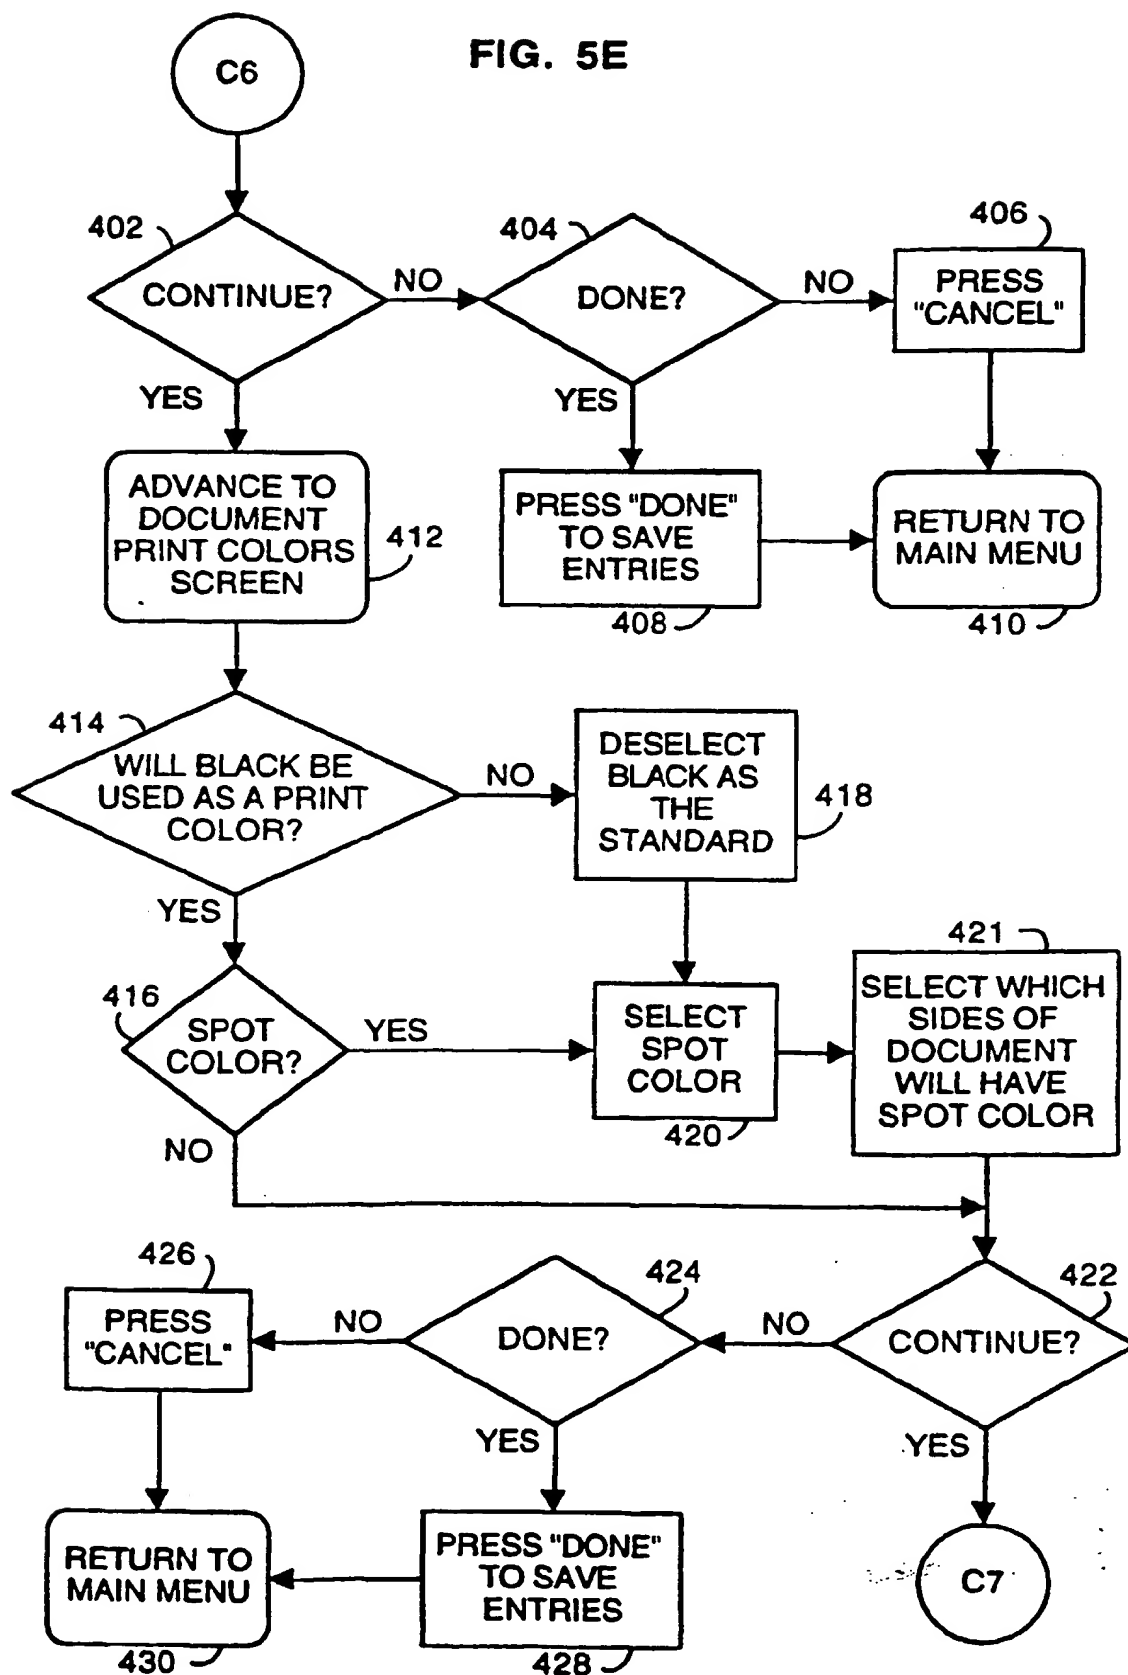 FIG. 5E
C6
402
CONTINUE?
NO
404
DONE?
NO
406
PRESS
"CANCEL"
YES
YES
ADVANCE TO
DOCUMENT
PRINT COLORS
SCREEN
412
PRESS "DONE"
TO SAVE
ENTRIES
408
RETURN TO
MAIN MENU
410
414
WILL BLACK BE
USED AS A PRINT
COLOR?
NO
DESELECT
BLACK AS
THE
STANDARD
418
YES
416
SPOT
COLOR?
YES
SELECT
SPOT
COLOR
420
421
SELECT WHICH
SIDES OF
DOCUMENT
WILL HAVE
SPOT COLOR
NO
426
PRESS
"CANCEL"
NO
424
DONE?
NO
422
CONTINUE?
YES
YES
RETURN TO
MAIN MENU
430
PRESS "DONE"
TO SAVE
ENTRIES
428
C7